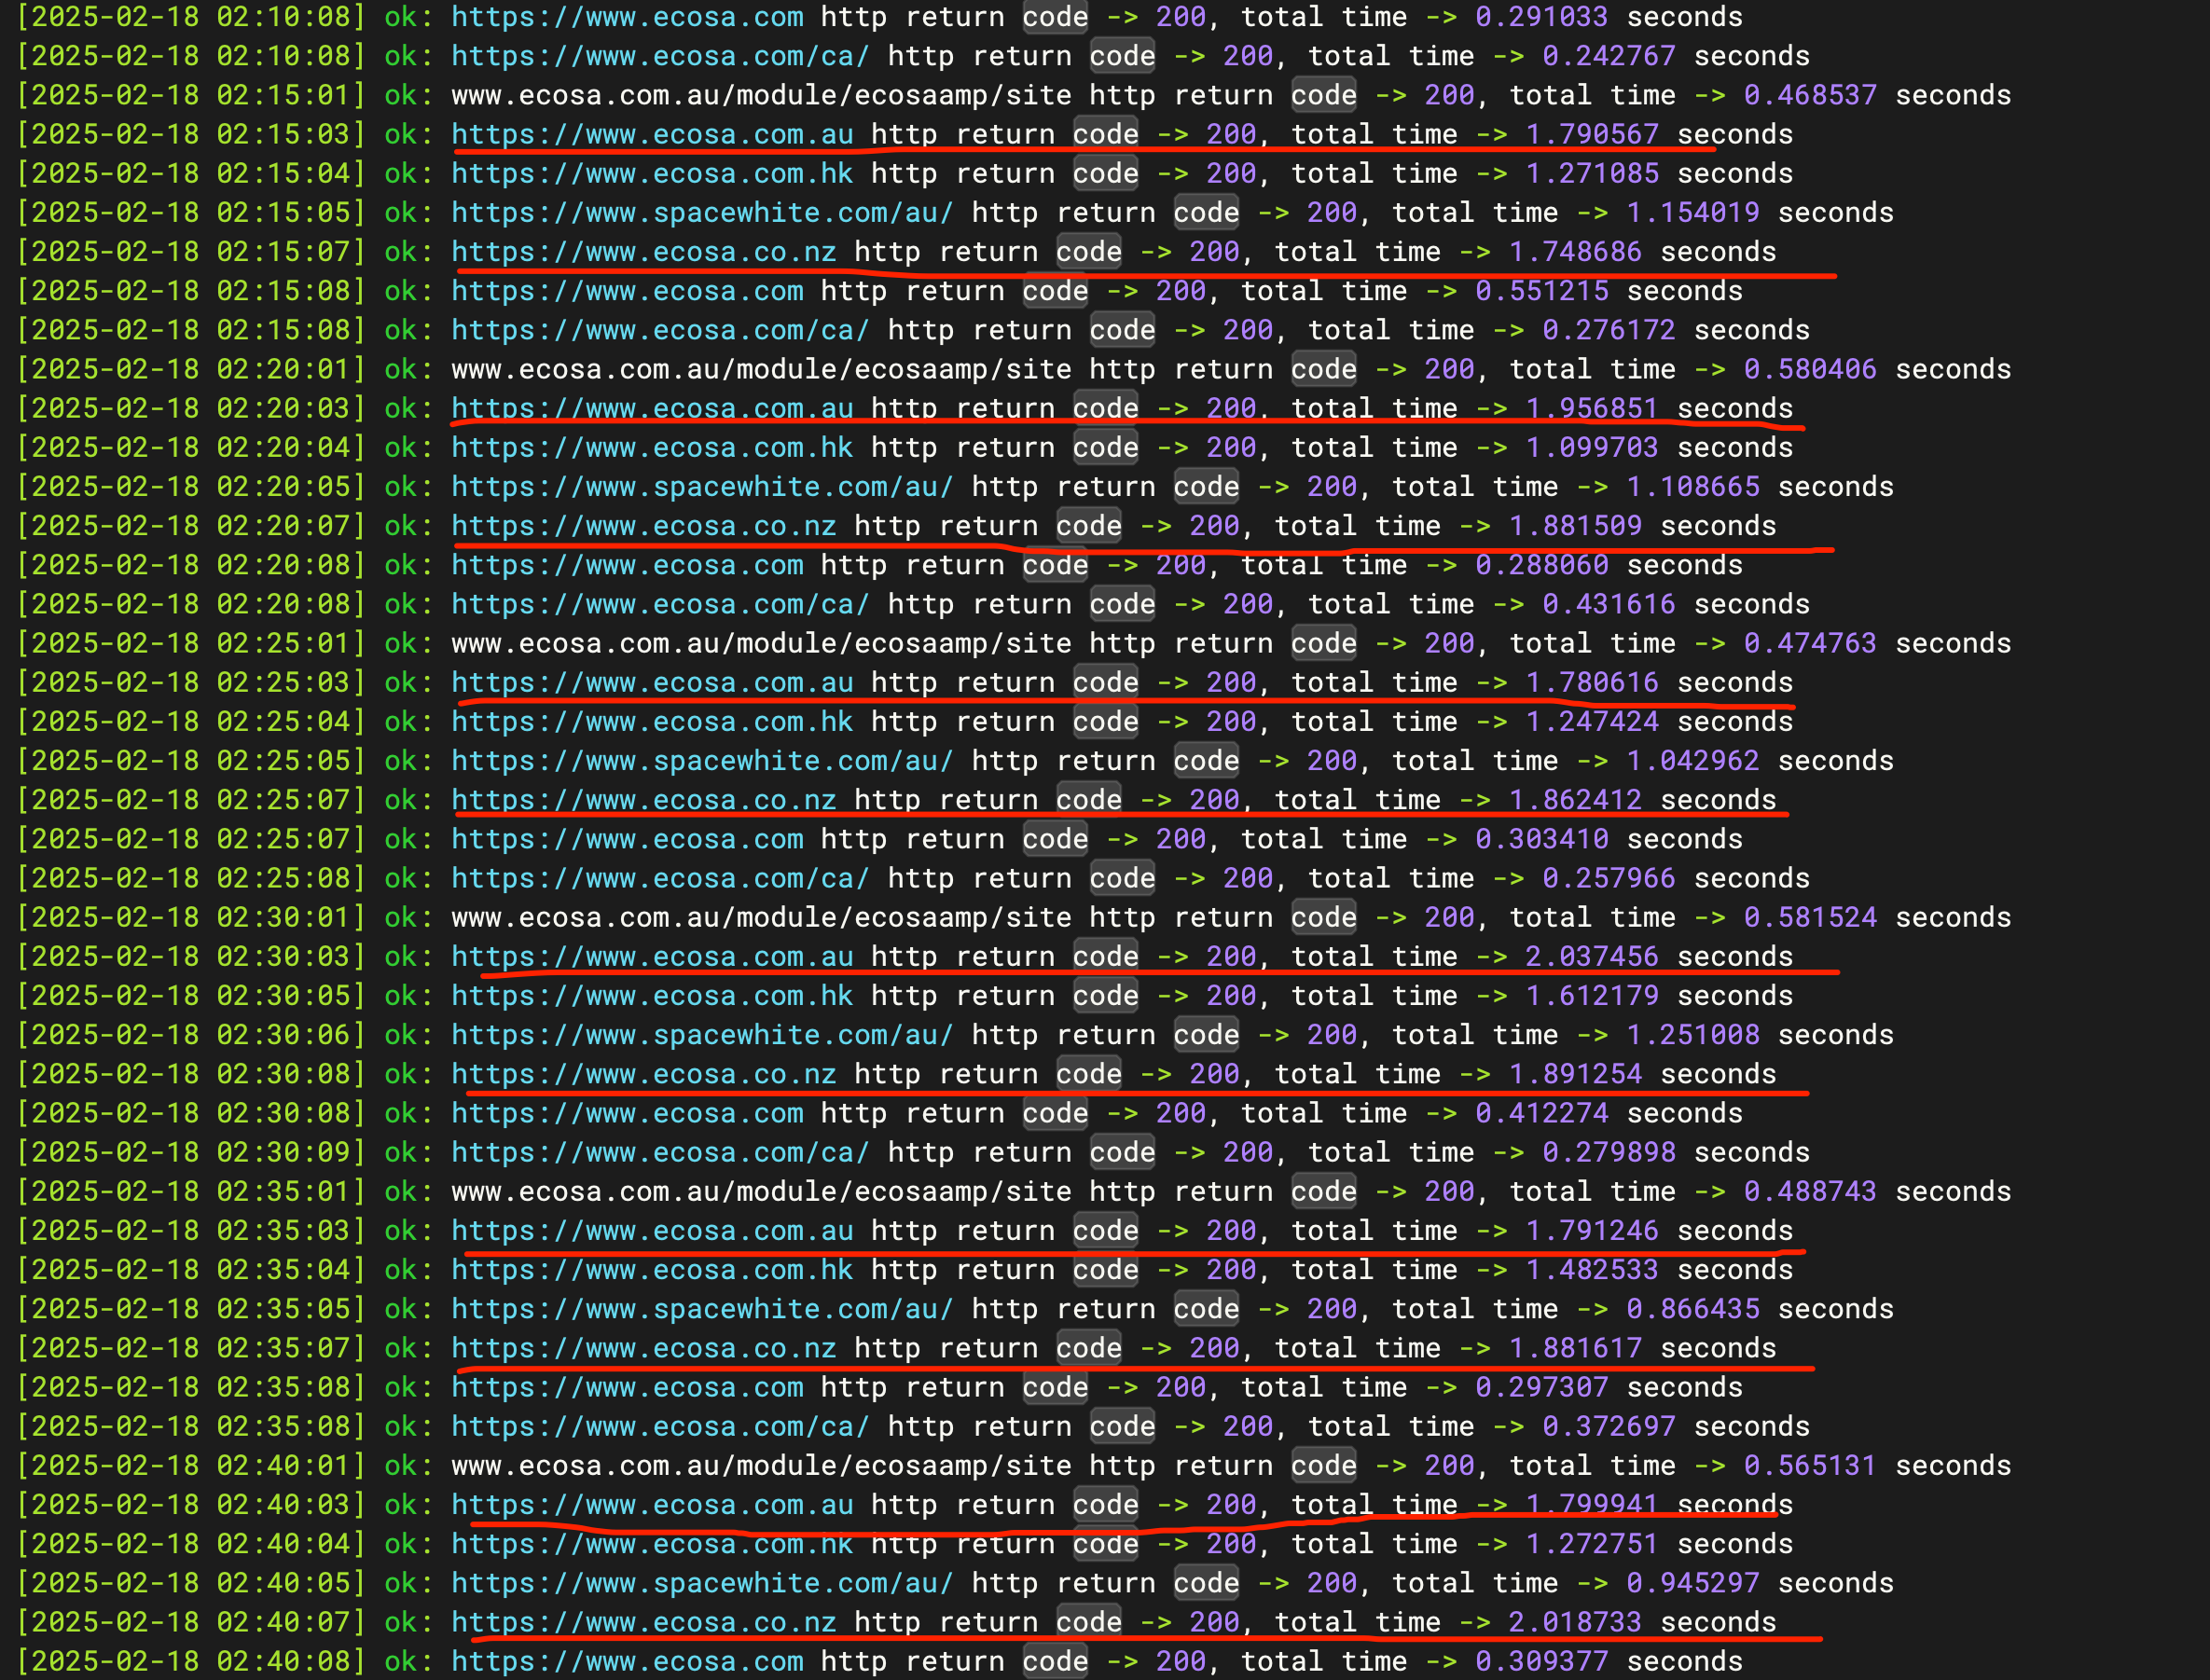 [2025-02-18 02:10:08] ok: https://www.ecosa.com http return code -> 200, total time -> 0.291033 seconds
[2025-02-18 02:10:08] ok: https://www.ecosa.com/ca/ http return code -> 200, total time -> 0.242767 seconds
[2025-02-18 02:15:01] ok: www.ecosa.com.au/module/ecosaamp/site http return code -> 200, total time -> 0.468537 seconds
[2025-02-18 02:15:03] ok: https://www.ecosa.com.au http return code -> 200, total time -> 1.790567 seconds
[2025-02-18 02:15:04] ok: https://www.ecosa.com.hk http return code -> 200, total time -> 1.271085 seconds
[2025-02-18 02:15:05] ok: https://www.spacewhite.com/au/ http return code -> 200, total time -> 1.154019 seconds
[2025-02-18 02:15:07] ok: https://www.ecosa.co.nz http return code -> 200, total time -> 1.748686 seconds
[2025-02-18 02:15:08] ok: https://www.ecosa.com http return code -> 200, total time -> 0.551215 seconds
[2025-02-18 02:15:08] ok: https://www.ecosa.com/ca/ http return code -> 200, total time -> 0.276172 seconds
[2025-02-18 02:20:01] ok: www.ecosa.com.au/module/ecosaamp/site http return code -> 200, total time -> 0.580406 seconds
[2025-02-18 02:20:03] ok: https://www.ecosa.com.au http return code -> 200, total time -> 1.956851 seconds
[2025-02-18 02:20:04] ok: https://www.ecosa.com.hk http return code -> 200, total time -> 1.099703 seconds
[2025-02-18 02:20:05] ok: https://www.spacewhite.com/au/ http return code -> 200, total time -> 1.108665 seconds
[2025-02-18 02:20:07] ok: https://www.ecosa.co.nz http return code -> 200, total time -> 1.881509 seconds
[2025-02-18 02:20:08] ok: https://www.ecosa.com http return code -> 200, total time -> 0.288060 seconds
[2025-02-18 02:20:08] ok: https://www.ecosa.com/ca/ http return code -> 200, total time -> 0.431616 seconds
[2025-02-18 02:25:01] ok: www.ecosa.com.au/module/ecosaamp/site http return code -> 200, total time -> 0.474763 seconds
[2025-02-18 02:25:03] ok: https://www.ecosa.com.au http return code -> 200, total time -> 1.780616 seconds
[2025-02-18 02:25:04] ok: https://www.ecosa.com.hk http return code -> 200, total time -> 1.247424 seconds
[2025-02-18 02:25:05] ok: https://www.spacewhite.com/au/ http return code -> 200, total time -> 1.042962 seconds
[2025-02-18 02:25:07] ok: https://www.ecosa.co.nz http return code -> 200, total time -> 1.862412 seconds
[2025-02-18 02:25:07] ok: https://www.ecosa.com http return code -> 200, total time -> 0.303410 seconds
[2025-02-18 02:25:08] ok: https://www.ecosa.com/ca/ http return code -> 200, total time -> 0.257966 seconds
[2025-02-18 02:30:01] ok: www.ecosa.com.au/module/ecosaamp/site http return code -> 200, total time -> 0.581524 seconds
[2025-02-18 02:30:03] ok: https://www.ecosa.com.au http return code -> 200, total time -> 2.037456 seconds
[2025-02-18 02:30:05] ok: https://www.ecosa.com.hk http return code -> 200, total time -> 1.612179 seconds
[2025-02-18 02:30:06] ok: https://www.spacewhite.com/au/ http return code -> 200, total time -> 1.251008 seconds
[2025-02-18 02:30:08] ok: https://www.ecosa.co.nz http return code -> 200, total time -> 1.891254 seconds
[2025-02-18 02:30:08] ok: https://www.ecosa.com http return code -> 200, total time -> 0.412274 seconds
[2025-02-18 02:30:09] ok: https://www.ecosa.com/ca/ http return code -> 200, total time -> 0.279898 seconds
[2025-02-18 02:35:01] ok: www.ecosa.com.au/module/ecosaamp/site http return code -> 200, total time -> 0.488743 seconds
[2025-02-18 02:35:03] ok: https://www.ecosa.com.au http return code -> 200, total time -> 1.791246 seconds
[2025-02-18 02:35:04] ok: https://www.ecosa.com.hk http return code -> 200, total time -> 1.482533 seconds
[2025-02-18 02:35:05] ok: https://www.spacewhite.com/au/ http return code -> 200, total time -> 0.866435 seconds
[2025-02-18 02:35:07] ok: https://www.ecosa.co.nz http return code -> 200, total time -> 1.881617 seconds
[2025-02-18 02:35:08] ok: https://www.ecosa.com http return code -> 200, total time -> 0.297307 seconds
[2025-02-18 02:35:08] ok: https://www.ecosa.com/ca/ http return code -> 200, total time -> 0.372697 seconds
[2025-02-18 02:40:01] ok: www.ecosa.com.au/module/ecosaamp/site http return code -> 200, total time -> 0.565131 seconds
[2025-02-18 02:40:03] ok: https://www.ecosa.com.au http return code -> 200, total time -> 1.799941 seconds
[2025-02-18 02:40:04] ok: https://www.ecosa.com.hk http return code -> 200, total time -> 1.272751 seconds
[2025-02-18 02:40:05] ok: https://www.spacewhite.com/au/ http return code -> 200, total time -> 0.945297 seconds
[2025-02-18 02:40:07] ok: https://www.ecosa.co.nz http return code -> 200, total time -> 2.018733 seconds
[2025-02-18 02:40:08] ok: https://www.ecosa.com http return code -> 200, total time -> 0.309377 seconds